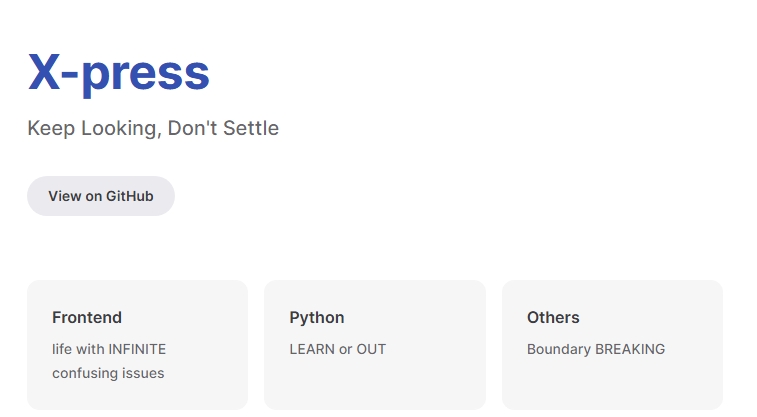 X-press
Keep Looking, Don't Settle
View on GitHub
Frontend
life with INFINITE
confusing issues
Python
LEARN or OUT
Others
Boundary BREAKING